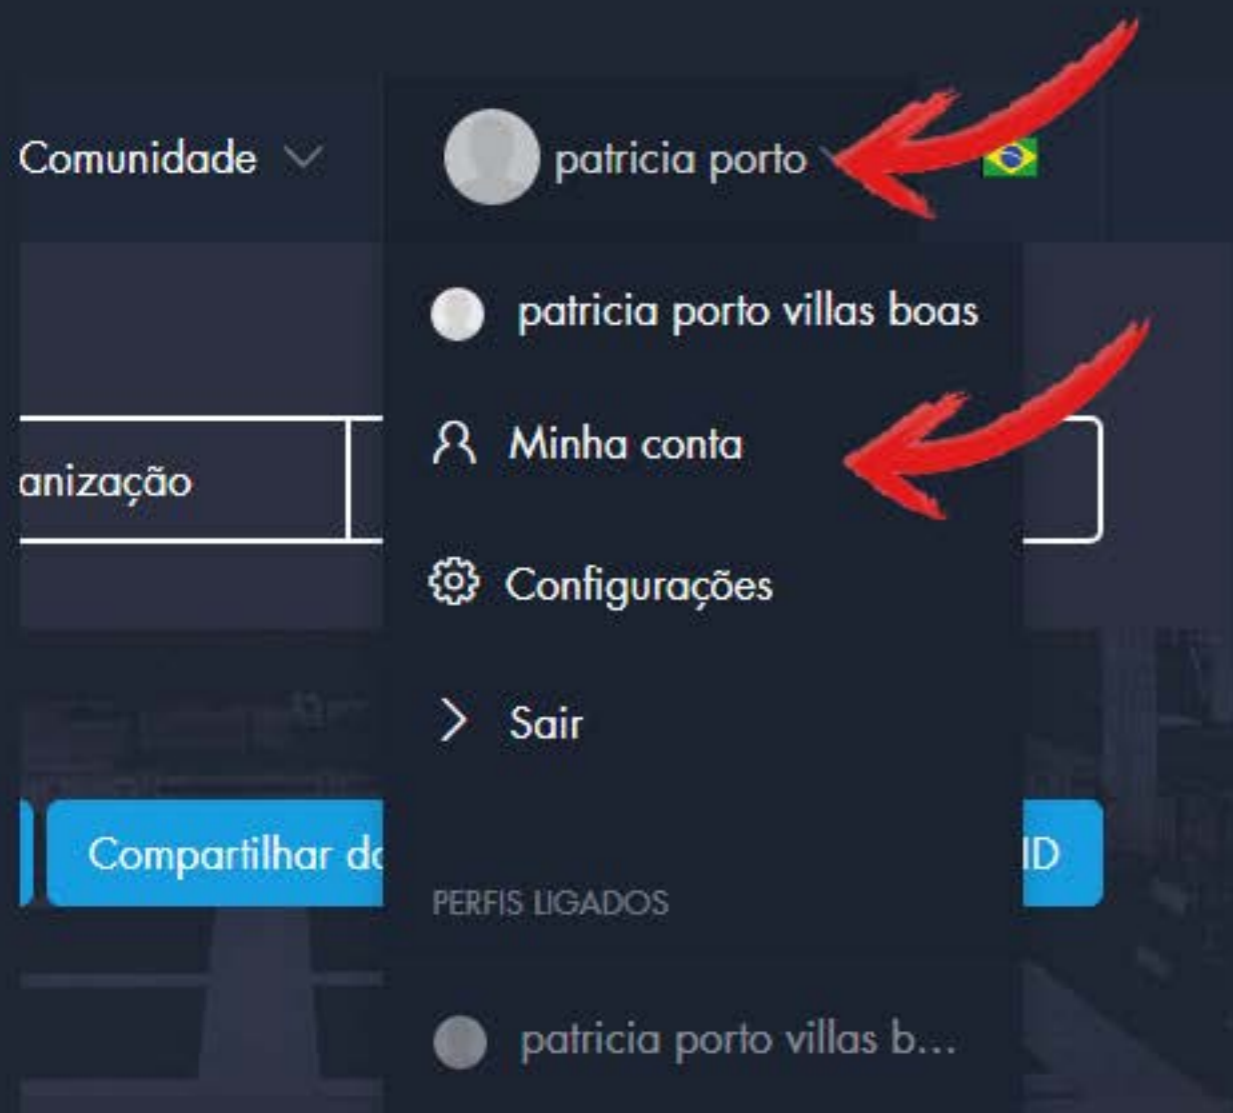 Comunidade
patricia porto
patricia porto villas boas
Minha conta
anização
Configurações
Sair
Compartilhar do
ID
PERFIS LIGADOS
patricia porto villas b...